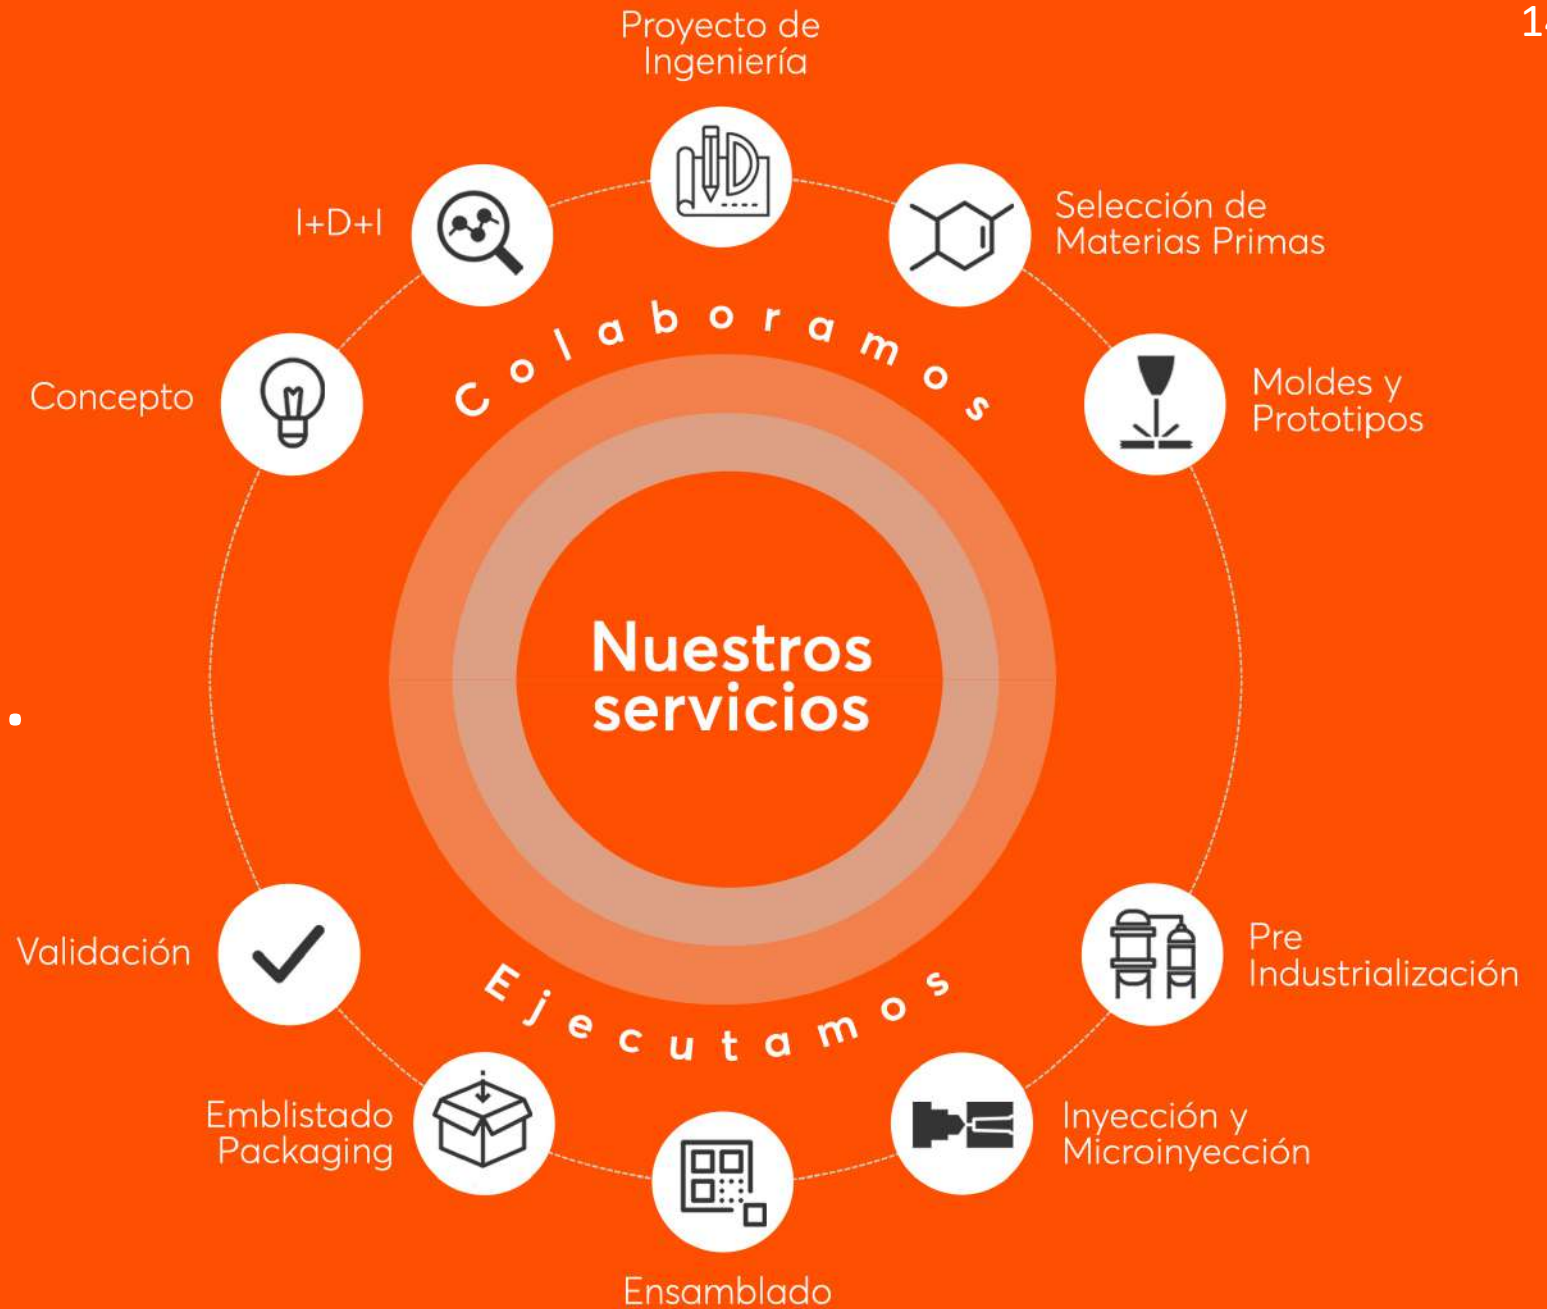 Proyecto de
Ingeniería
I+D+I
Selección de
Materias Primas
Concepto
Moldes y
Prototipos
Colaboramos
Nuestros
servicios
Ejecutamos
Validación
Pre
Industrialización
Emblistado
Packaging
Inyección y
Microinyección
Ensamblado